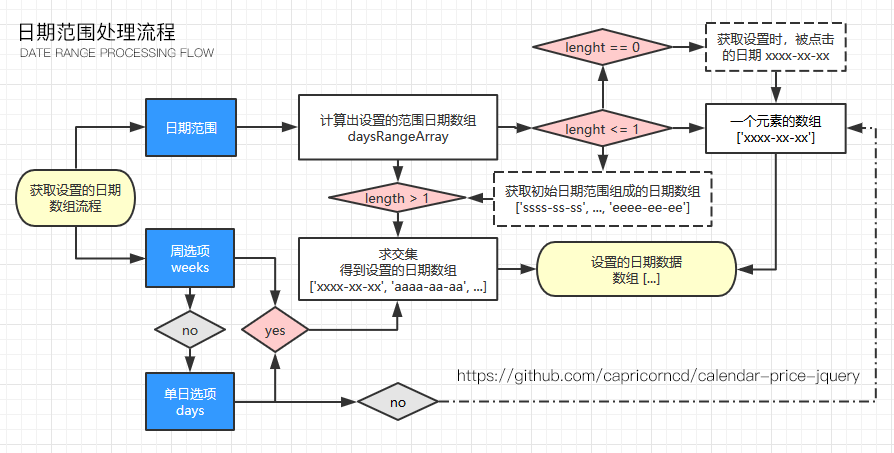 日期范围处理流程
DATE RANGE PROCESSING FLOW
lenght == 0
获取设置时，被点击
的日期 xxxx-xx-xx
日期范围
计算出设置的范围日期数组
daysRangeArray
lenght <= 1
一个元素的数组
['xxxx-xx-xx']
获取设置的日期
数组流程
length > 1
获取初始日期范围组成的日期数组
['ssss-ss-ss', ..., 'eeee-ee-ee']
周选项
weeks
求交集
得到设置的日期数组
['xxxx-xx-xx', 'aaaa-aa-aa', ...]
设置的日期数据
数组 [...]
no
yes
单日选项
days
no
https://github.com/capricorncd/calendar-price-jquery